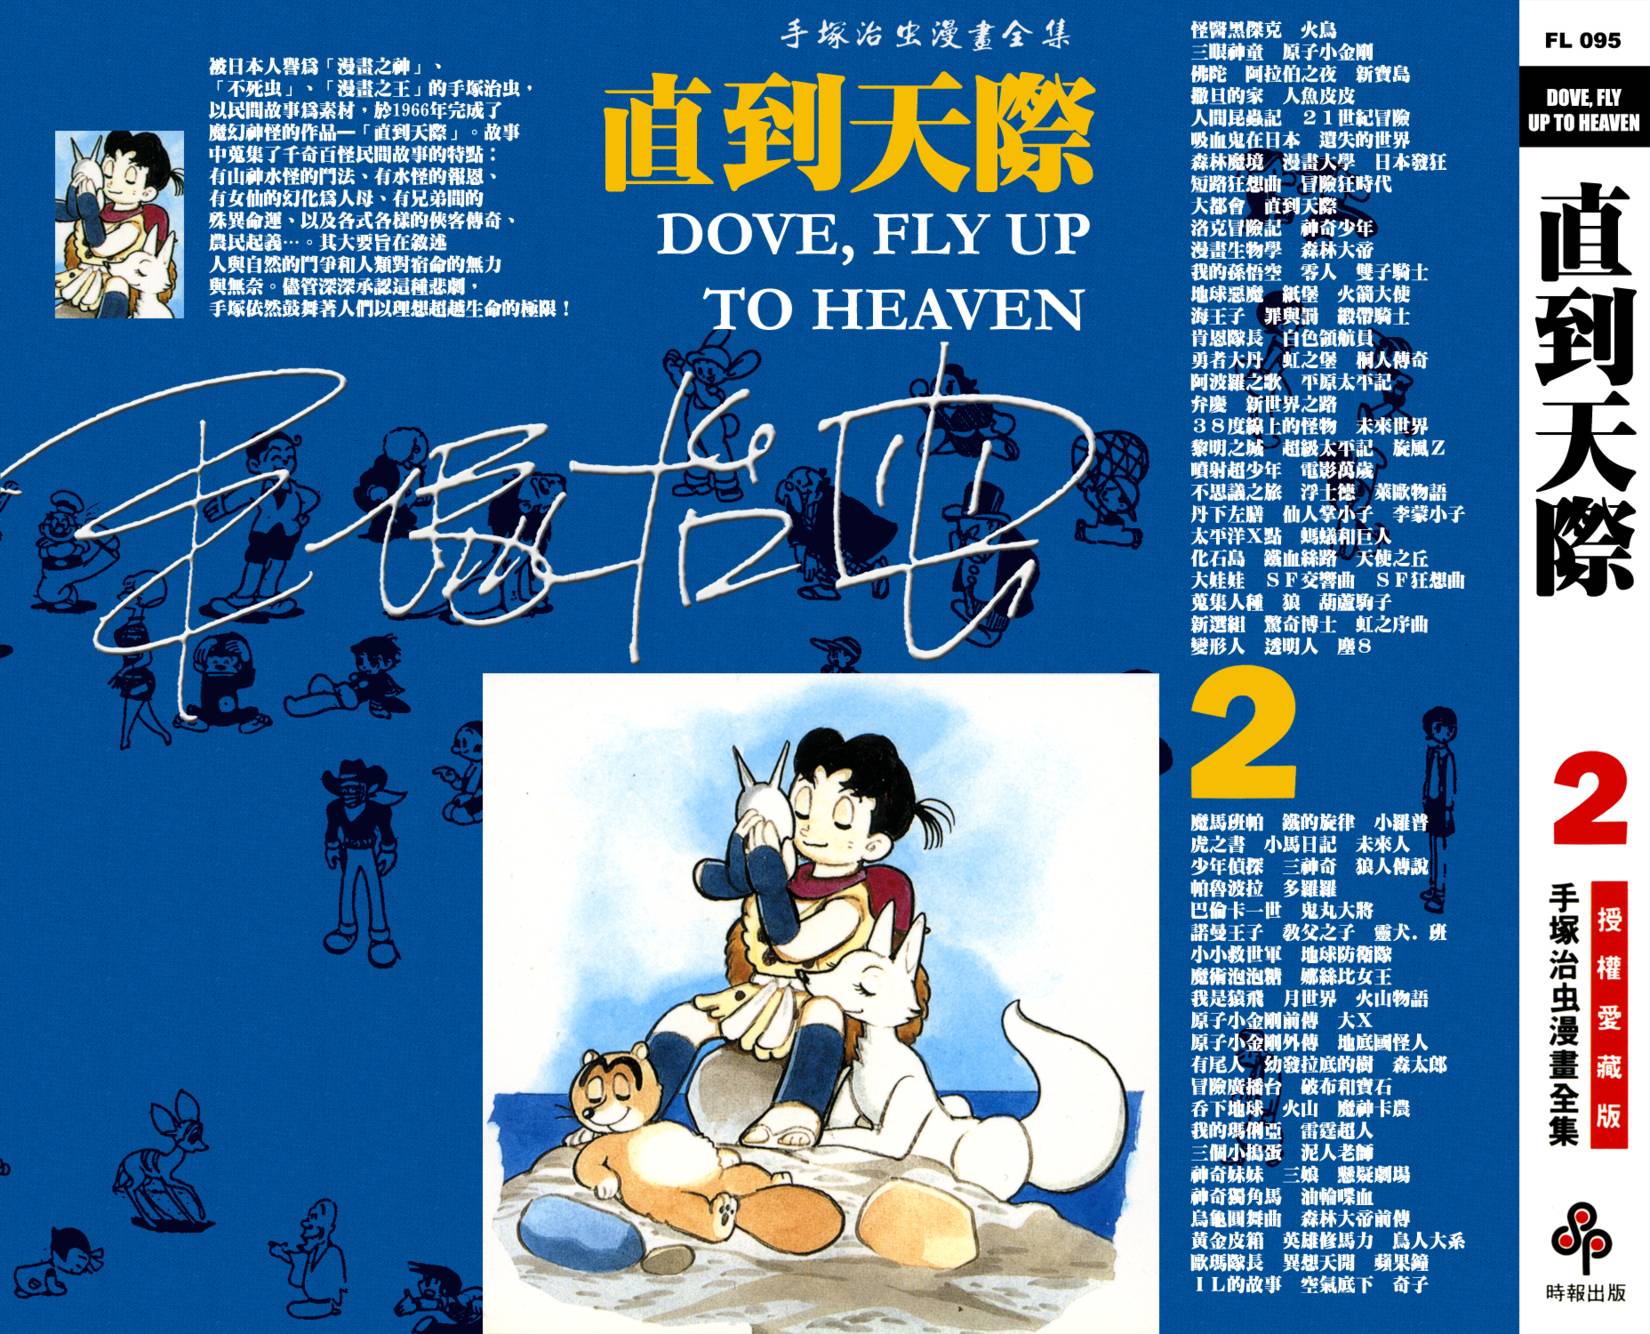 手塚治虫漫畫全集
直到天際
DOVE, FLY UP
TO HEAVEN
被日本人譽為「漫畫之神」、
「不死虫」、「漫畫之王」的手塚治虫，
以民間故事為素材，於1966年完成了
魔幻神怪的作品—「直到天際」。故事
中蒐集了千奇百怪民間故事的特點：
有山神水怪的鬥法、有水怪的報恩、
有女仙的幻化為人母、有兄弟間的
殊異命運、以及各式各樣的俠客傳奇、
農民起義…。其大要旨在敘述
人與自然的鬥爭和人類對宿命的無力
與無奈。儘管深深承認這種悲劇，
手塚依然鼓舞著人們以理想超越生命的極限！
手塚治虫
怪醫黑傑克　火鳥
三眼神童　原子小金剛
佛陀　阿拉伯之夜　新寶島
撒旦的家　人魚皮皮
人間昆蟲記　２１世紀冒險
吸血鬼在日本　遺失的世界
森林魔境　漫畫大學　日本發狂
短路狂想曲　冒險狂時代
大都會　直到天際
洛克冒險記　神奇少年
漫畫生物學　森林大帝
我的孫悟空　零人　雙子騎士
地球惡魔　紙堡　火箭大使
海王子　罪與罰　緞帶騎士
肯恩隊長　白色領航員
勇者大丹　虹之堡　桐人傳奇
阿波羅之歌　平原太平記
弁慶　新世界之路
３８度線上的怪物　未來世界
黎明之城　超級太平記　旋風Ｚ
噴射超少年　電影萬歲
不思議之旅　浮士德　萊歐物語
丹下左膳　仙人掌小子　李蒙小子
太平洋Ｘ點　螞蟻和巨人
化石島　鐵血絲路　天使之丘
大娃娃　ＳＦ交響曲　ＳＦ狂想曲
蒐集人種　狼　葫蘆駒子
新選組　驚奇博士　虹之序曲
變形人　透明人　塵８
2
魔馬班帕　鐵的旋律　小羅普
虎之書　小馬日記　未來人
少年偵探　三神奇　狼人傳說
帕魯波拉　多羅羅
巴倫卡一世　鬼丸大將
諾曼王子　教父之子　靈犬．班
小小救世軍　地球防衛隊
魔術泡泡糖　娜絲比女王
我是猿飛　月世界　火山物語
原子小金剛前傳　大Ｘ
原子小金剛外傳　地底國怪人
有尾人　幼發拉底的樹　森太郎
冒險廣播台　破布和寶石
吞下地球　火山　魔神卡農
我的瑪俐亞　雷霆超人
三個小搗蛋　泥人老師
神奇妹妹　三娘　懸疑劇場
神奇獨角馬　油輪喋血
烏龜圓舞曲　森林大帝前傳
黃金皮箱　英雄修馬力　鳥人大系
歐瑪隊長　異想天開　蘋果鐘
ＩＬ的故事　空氣底下　奇子
FL 095
DOVE, FLY
UP TO HEAVEN
直到天際
2
授權愛藏版
手塚治虫漫畫全集
時報出版